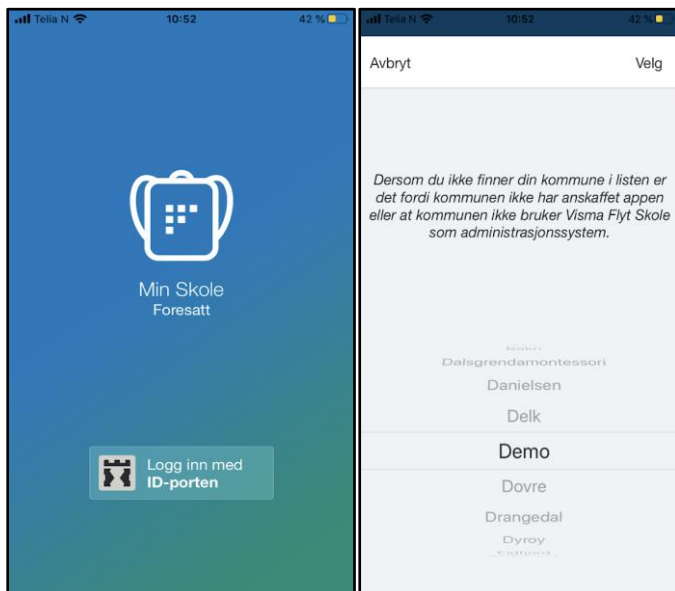 Telia N 10:52 42 %
Min Skole
Foresatt
Logg inn med
ID-porten
Telia N 10:52 42 %
Avbryt Velg
Dersom du ikke finner din kommune i listen er
det fordi kommunen ikke har anskaffet appen
eller at kommunen ikke bruker Visma Flyt Skole
som administrasjonssystem.
Dalsgrendamontessori
Danielsen
Delk
Demo
Dovre
Drangedal
Dyroy